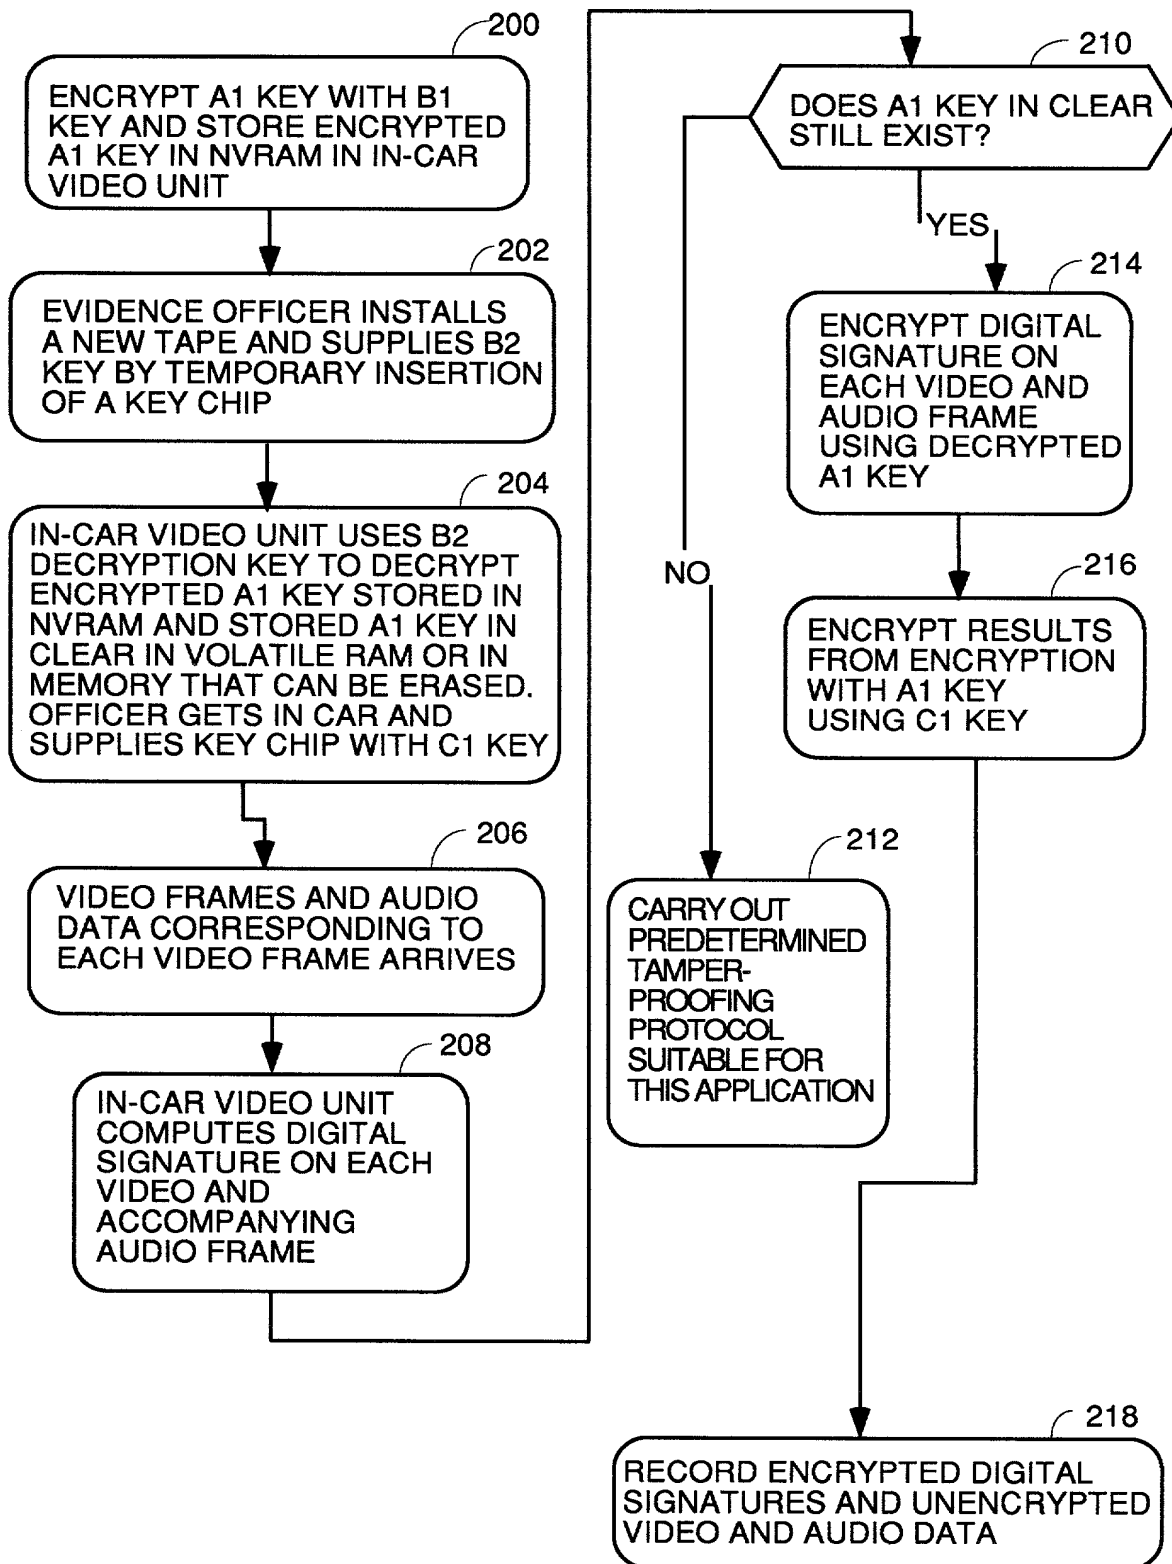 200
ENCRYPT A1 KEY WITH B1
KEY AND STORE ENCRYPTED
A1 KEY IN NVRAM IN IN-CAR
VIDEO UNIT
202
EVIDENCE OFFICER INSTALLS
A NEW TAPE AND SUPPLIES B2
KEY BY TEMPORARY INSERTION
OF A KEY CHIP
204
IN-CAR VIDEO UNIT USES B2
DECRYPTION KEY TO DECRYPT
ENCRYPTED A1 KEY STORED IN
NVRAM AND STORED A1 KEY IN
CLEAR IN VOLATILE RAM OR IN
MEMORY THAT CAN BE ERASED.
OFFICER GETS IN CAR AND
SUPPLIES KEY CHIP WITH C1 KEY
206
VIDEO FRAMES AND AUDIO
DATA CORRESPONDING TO
EACH VIDEO FRAME ARRIVES
208
IN-CAR VIDEO UNIT
COMPUTES DIGITAL
SIGNATURE ON EACH
VIDEO AND
ACCOMPANYING
AUDIO FRAME
210
DOES A1 KEY IN CLEAR
STILL EXIST?
YES
NO
214
ENCRYPT DIGITAL
SIGNATURE ON
EACH VIDEO AND
AUDIO FRAME
USING DECRYPTED
A1 KEY
216
ENCRYPT RESULTS
FROM ENCRYPTION
WITH A1 KEY
USING C1 KEY
212
CARRY OUT
PREDETERMINED
TAMPER-
PROOFING
PROTOCOL
SUITABLE FOR
THIS APPLICATION
218
RECORD ENCRYPTED DIGITAL
SIGNATURES AND UNENCRYPTED
VIDEO AND AUDIO DATA